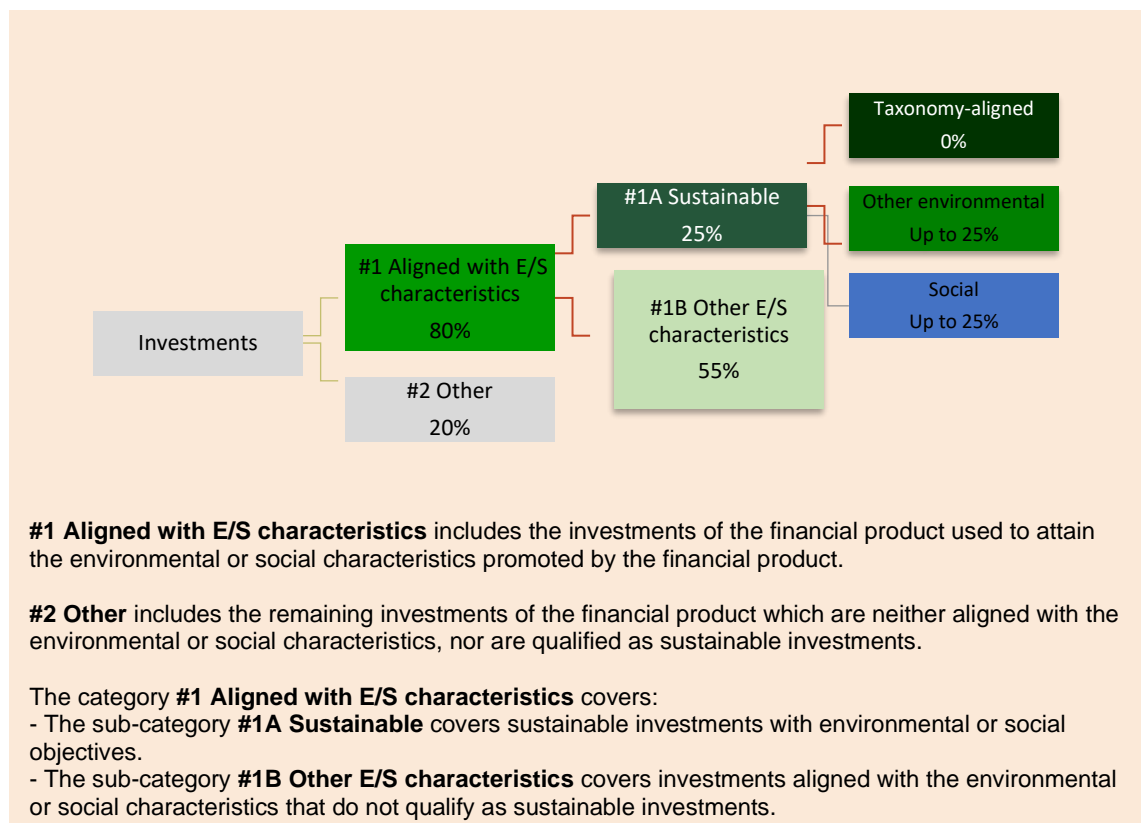 Taxonomy-aligned
0%
#1A Sustainable
25%
Other environmental
Up to 25%
#1 Aligned with E/S
characteristics
80%
#1B Other E/S
characteristics
55%
Social
Up to 25%
Investments
#2 Other
20%
#1 Aligned with E/S characteristics includes the investments of the financial product used to attain
the environmental or social characteristics promoted by the financial product.
#2 Other includes the remaining investments of the financial product which are neither aligned with the
environmental or social characteristics, nor are qualified as sustainable investments.
The category #1 Aligned with E/S characteristics covers:
- The sub-category #1A Sustainable covers sustainable investments with environmental or social
objectives.
- The sub-category #1B Other E/S characteristics covers investments aligned with the environmental
or social characteristics that do not qualify as sustainable investments.